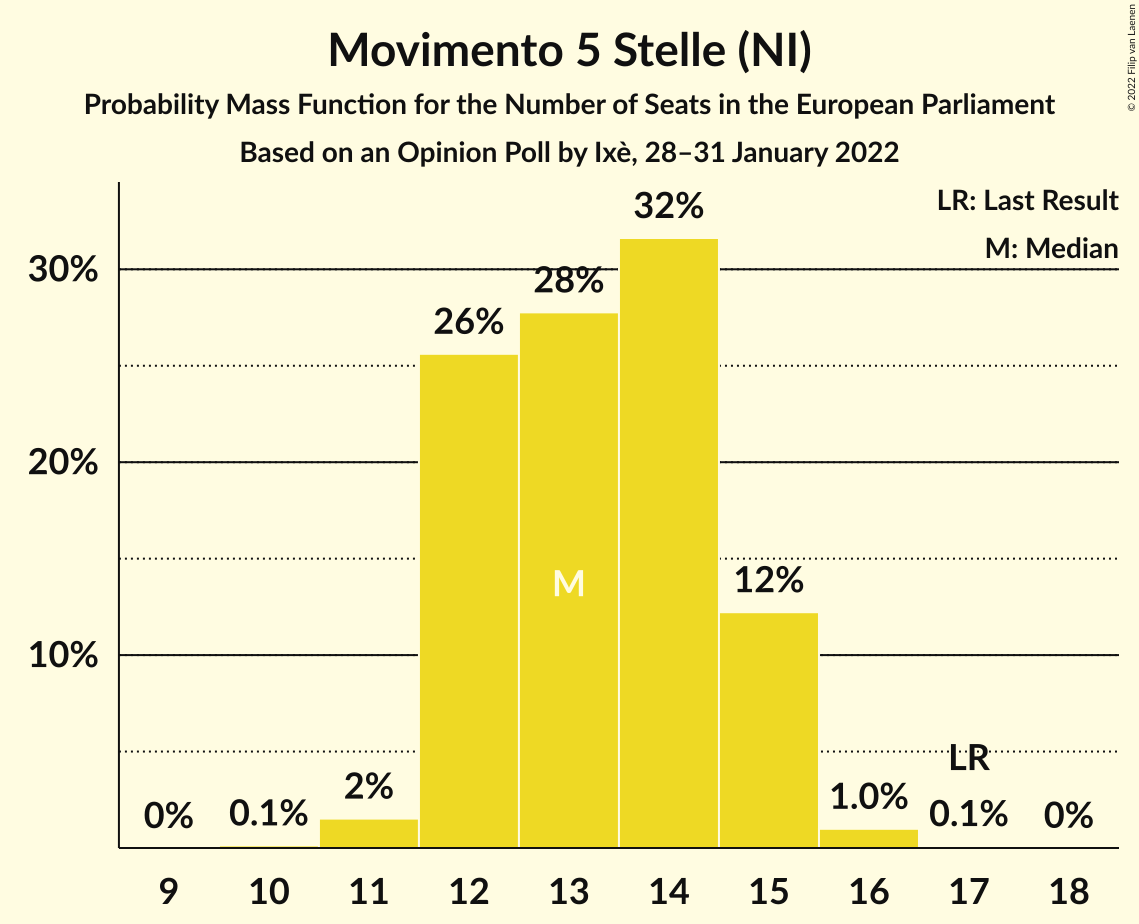 Movimento 5 Stelle (NI)
Probability Mass Function for the Number of Seats in the European Parliament
Based on an Opinion Poll by Ixè, 28–31 January 2022
© 2022 Filip van Laenen
LR: Last Result
M: Median
30%
20%
10%
0%
0.1%
2%
26%
28%
32%
12%
1.0%
0.1%
0%
M
LR
9 10 11 12 13 14 15 16 17 18